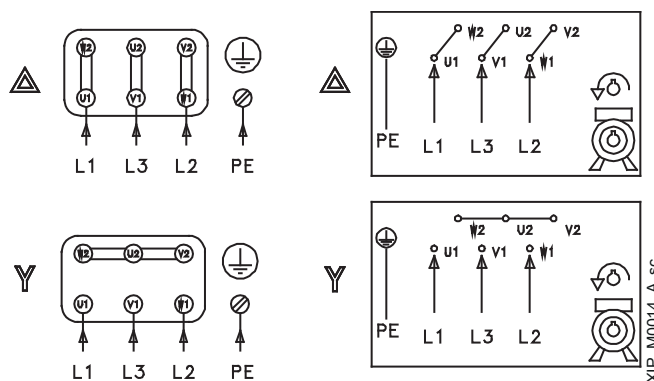 W2 U2 V2
U1 V1 W1
L1 L3 L2 PE
W2 U2 V2
U1 V1 W1
PE L1 L3 L2
W2 U2 V2
U1 V1 W1
L1 L3 L2 PE
Y
W2 U2 V2
U1 V1 W1
PE L1 L3 L2
Y
XIP_M0014_A_sc